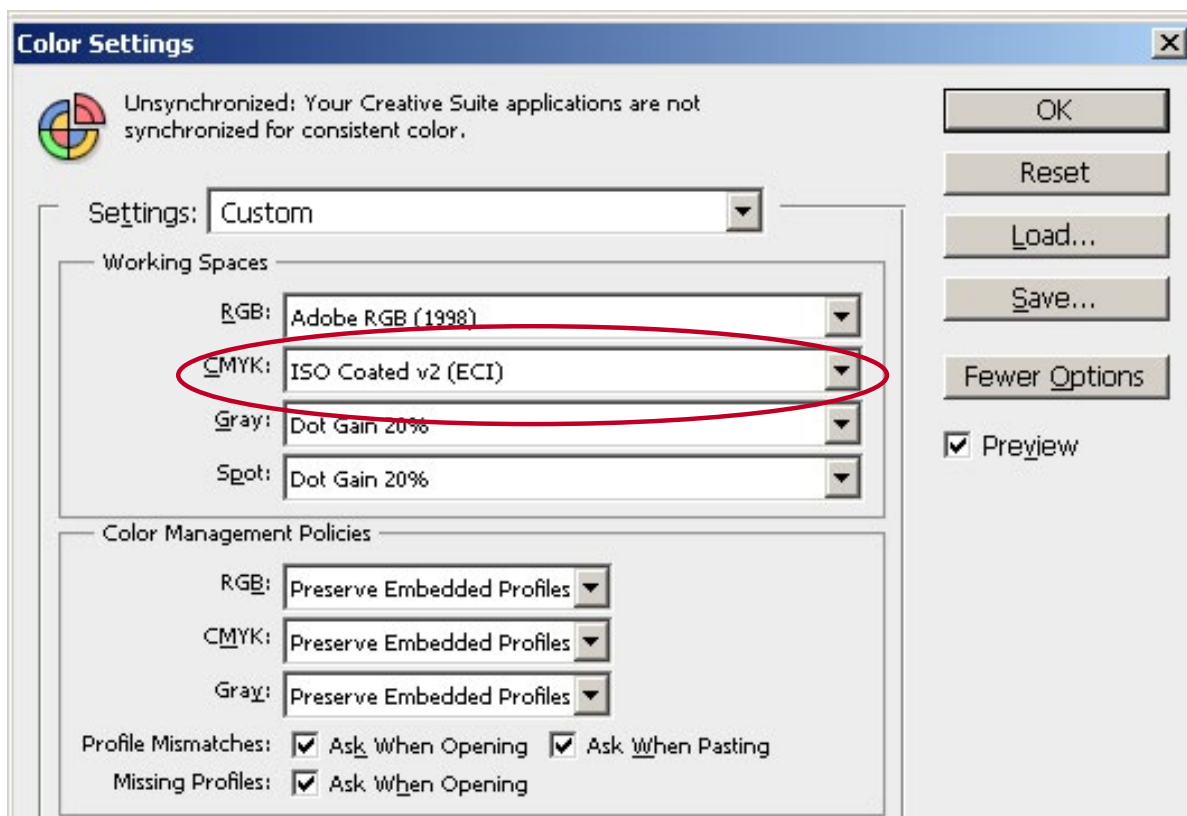 Color Settings
Unsynchronized: Your Creative Suite applications are not
synchronized for consistent color.
OK
Reset
Load...
Save...
Fewer Options
Preview
Settings: Custom
Working Spaces
RGB: Adobe RGB (1998)
CMYK: ISO Coated v2 (ECI)
Gray: Dot Gain 20%
Spot: Dot Gain 20%
Color Management Policies
RGB: Preserve Embedded Profiles
CMYK: Preserve Embedded Profiles
Gray: Preserve Embedded Profiles
Profile Mismatches: Ask When Opening Ask When Pasting
Missing Profiles: Ask When Opening